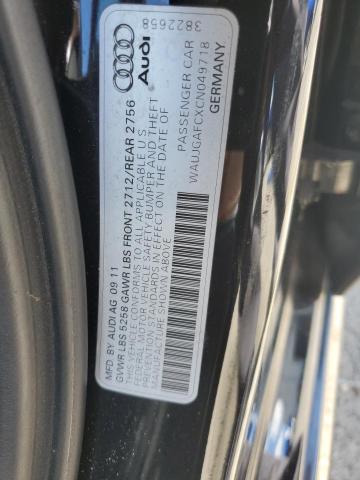 MFD. BY AUDI AG 09 11
GVWR LBS 5258 GAWR LBS FRONT 2712/REAR 2756
THIS VEHICLE CONFORMS TO ALL APPLICABLE U S
FEDERAL MOTOR VEHICLE SAFETY BUMPER AND THEFT
PREVENTION STANDARDS IN EFFECT ON THE DATE OF
MANUFACTURE SHOWN ABOVE
Audi
PASSENGER CAR
WAUJGAFCXCN049718
GERMANY
3822658